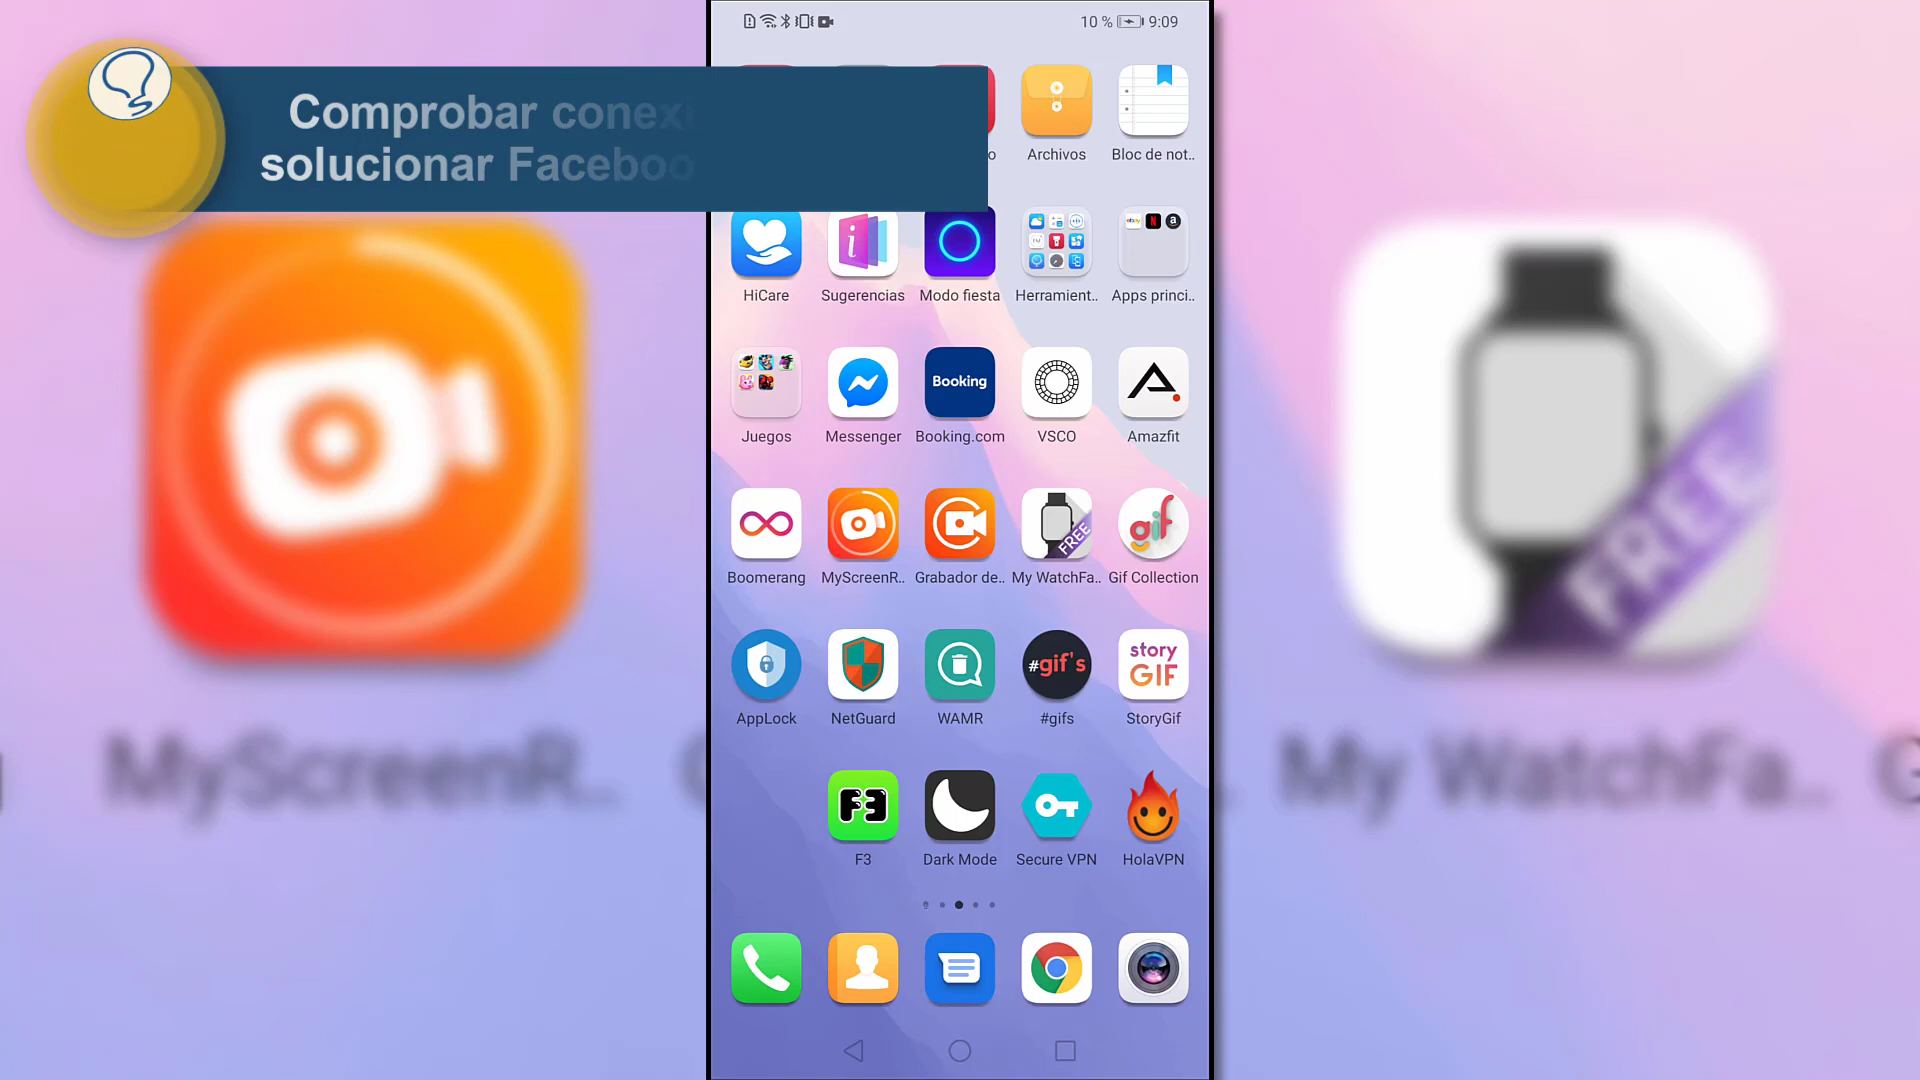 10 % 9:09
Comprobar conexi
solucionar Faceboo
o Archivos Bloc de not..
HiCare Sugerencias Modo fiesta Herramient.. Apps princi..
Booking
Juegos Messenger Booking.com VSCO Amazfit
FREE gif
Boomerang MyScreenR.. Grabador de.. My WatchFa.. Gif Collection
#gif's story
GIF
AppLock NetGuard WAMR #gifs StoryGif
F3
F3 Dark Mode Secure VPN HolaVPN
FREE
MyScreenR.. My WatchFa..